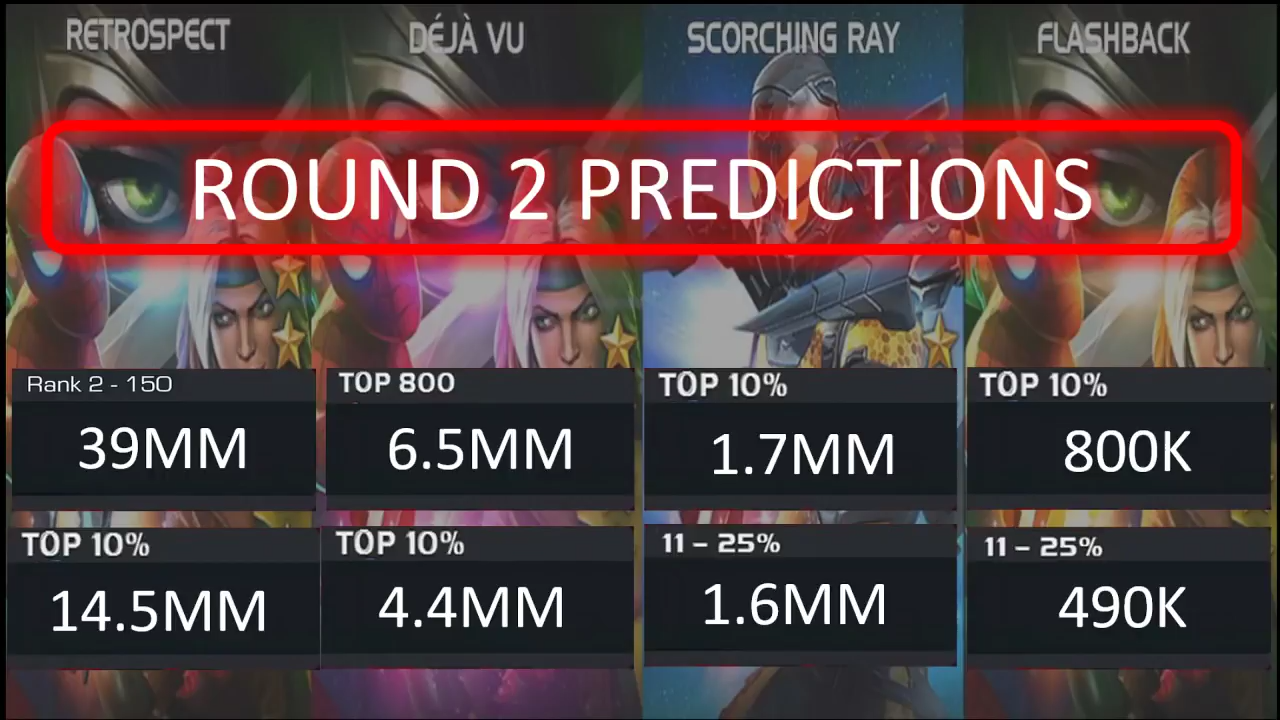 RETROSPECT
DÉJÀ VU
SCORCHING RAY
FLASHBACK
ROUND 2 PREDICTIONS
Rank 2 - 150
39MM
TOP 10%
14.5MM
TOP 800
6.5MM
TOP 10%
4.4MM
TOP 10%
1.7MM
11 – 25%
1.6MM
TOP 10%
800K
11 – 25%
490K